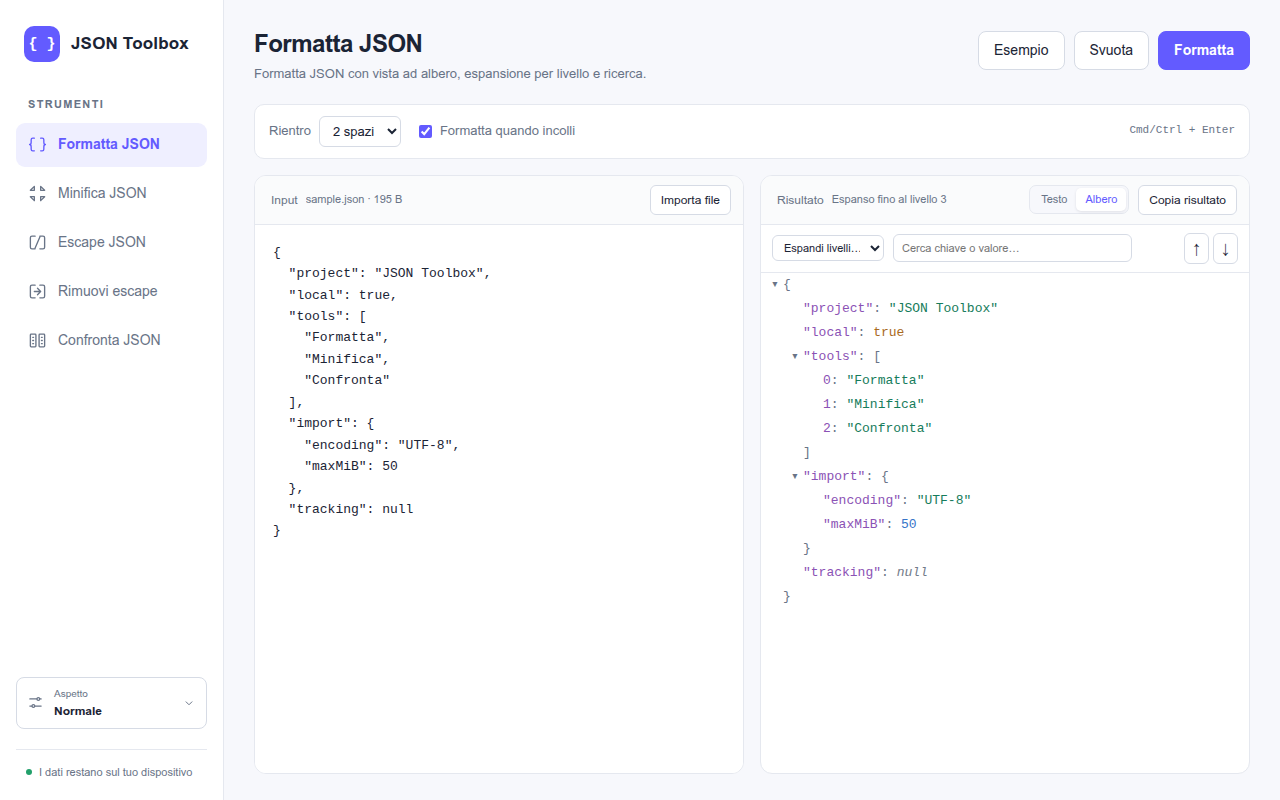 { } JSON Toolbox
STRUMENTI
Formatta JSON
Minifica JSON
Escape JSON
Rimuovi escape
Confronta JSON
Aspetto
Normale
I dati restano sul tuo dispositivo
Formatta JSON
Formatta JSON con vista ad albero, espansione per livello e ricerca.
Esempio
Svuota
Formatta
Rientro
2 spazi
Formatta quando incolli
Cmd/Ctrl + Enter
Input sample.json · 195 B
Importa file
{
  "project": "JSON Toolbox",
  "local": true,
  "tools": [
    "Formatta",
    "Minifica",
    "Confronta"
  ],
  "import": {
    "encoding": "UTF-8",
    "maxMiB": 50
  },
  "tracking": null
}
Risultato Espanso fino al livello 3
Testo
Albero
Copia risultato
Espandi livelli…
Cerca chiave o valore…
↑ ↓
▾ {
"project": "JSON Toolbox"
"local": true
▾ "tools": [
0: "Formatta"
1: "Minifica"
2: "Confronta"
]
▾ "import": {
"encoding": "UTF-8"
"maxMiB": 50
}
"tracking": null
}